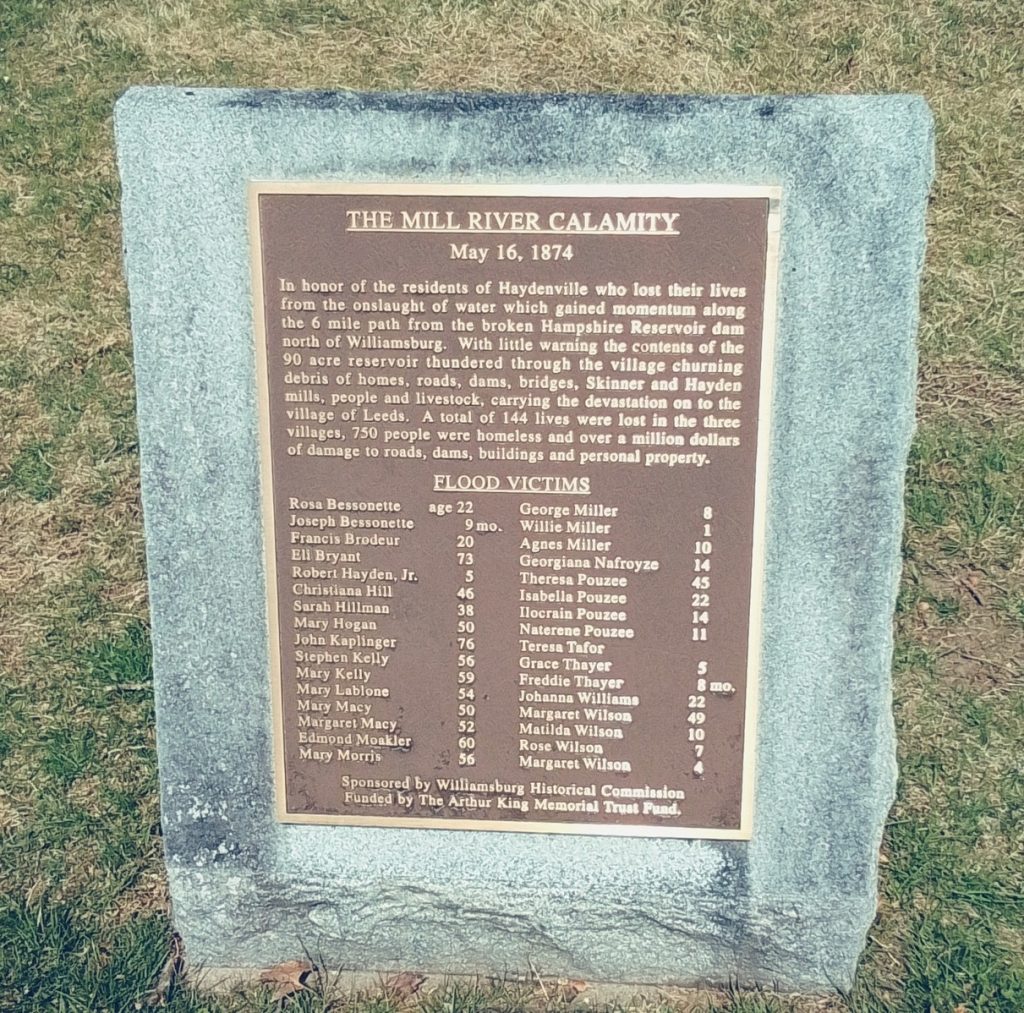 THE MILL RIVER CALAMITY
May 16, 1874
In honor of the residents of Haydenville who lost their lives
from the onslaught of water which gained momentum along
the 6 mile path from the broken Hampshire Reservoir dam
north of Williamsburg. With little warning the contents of the
90 acre reservoir thundered through the village churning
debris of homes, roads, dams, bridges, Skinner and Hayden
mills, people and livestock, carrying the devastation on to the
village of Leeds. A total of 144 lives were lost in the three
villages, 750 people were homeless and over a million dollars
of damage to roads, dams, buildings and personal property.
FLOOD VICTIMS
Rosa Bessonette age 22
Joseph Bessonette 9 mo.
Francis Brodeur 20
Eli Bryant 73
Robert Hayden, Jr. 5
Christiana Hill 46
Sarah Hillman 38
Mary Hogan 50
John Kaplinger 76
Stephen Kelly 56
Mary Kelly 59
Mary Lablone 54
Mary Macy 50
Margaret Macy 52
Edmond Moakler 60
Mary Morris 56
George Miller 8
Willie Miller 1
Agnes Miller 10
Georgiana Nafroyze 14
Theresa Pouzee 45
Isabella Pouzee 22
Ilocrain Pouzee 14
Naterene Pouzee 11
Teresa Tafor
Grace Thayer 5
Freddie Thayer 8 mo.
Johanna Williams 22
Margaret Wilson 49
Matilda Wilson 10
Rose Wilson 7
Margaret Wilson 4
Sponsored by Williamsburg Historical Commission
Funded by The Arthur King Memorial Trust Fund.